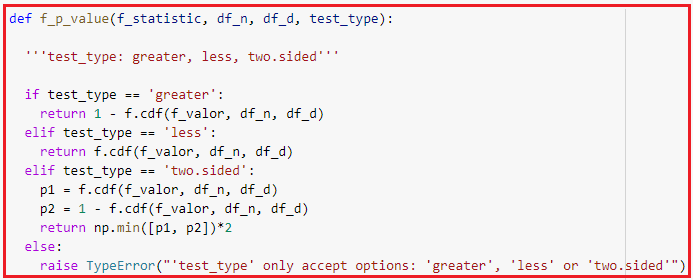 def f_p_value(f_statistic, df_n, df_d, test_type):
'''test_type: greater, less, two.sided'''
if test_type == 'greater':
return 1 - f.cdf(f_valor, df_n, df_d)
elif test_type == 'less':
return f.cdf(f_valor, df_n, df_d)
elif test_type == 'two.sided':
p1 = f.cdf(f_valor, df_n, df_d)
p2 = 1 - f.cdf(f_valor, df_n, df_d)
return np.min([p1, p2])*2
else:
raise TypeError("'test_type' only accept options: 'greater', 'less' or 'two.sided'")